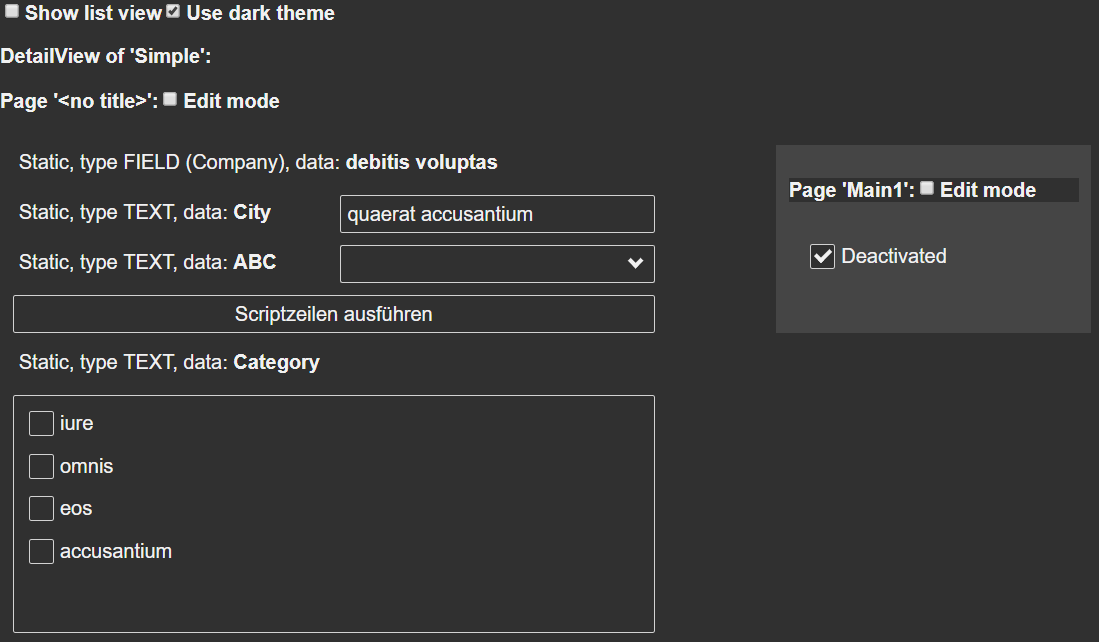 Show list view Use dark theme
DetailView of 'Simple':
Page '<no title>': Edit mode
Static, type FIELD (Company), data: debitis voluptas
Static, type TEXT, data: City quaerat accusantium
Static, type TEXT, data: ABC
Scriptzeilen ausführen
Static, type TEXT, data: Category
iure
omnis
eos
accusantium
Page 'Main1': Edit mode
Deactivated